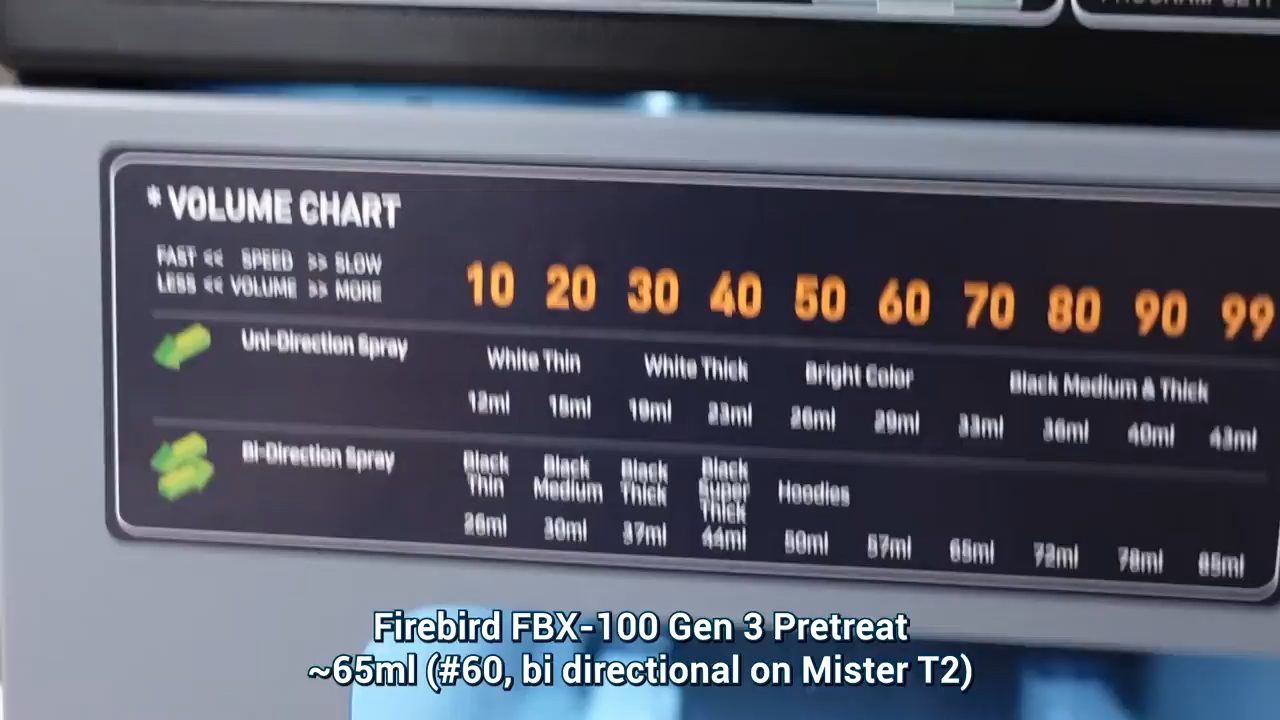 * VOLUME CHART
FAST << SPEED >> SLOW
LESS << VOLUME >> MORE
10 20 30 40 50 60 70 80 90 99
Uni-Direction Spray
White Thin White Thick Bright Color Black Medium & Thick
12ml 15ml 19ml 23ml 26ml 29ml 33ml 36ml 40ml 43ml
Bi-Direction Spray
Black Thin Black Medium Black Thick Black Super Thick Hoodies
26ml 30ml 37ml 44ml 50ml 57ml 65ml 72ml 78ml 85ml
Firebird FBX-100 Gen 3 Pretreat
~65ml (#60, bi directional on Mister T2)